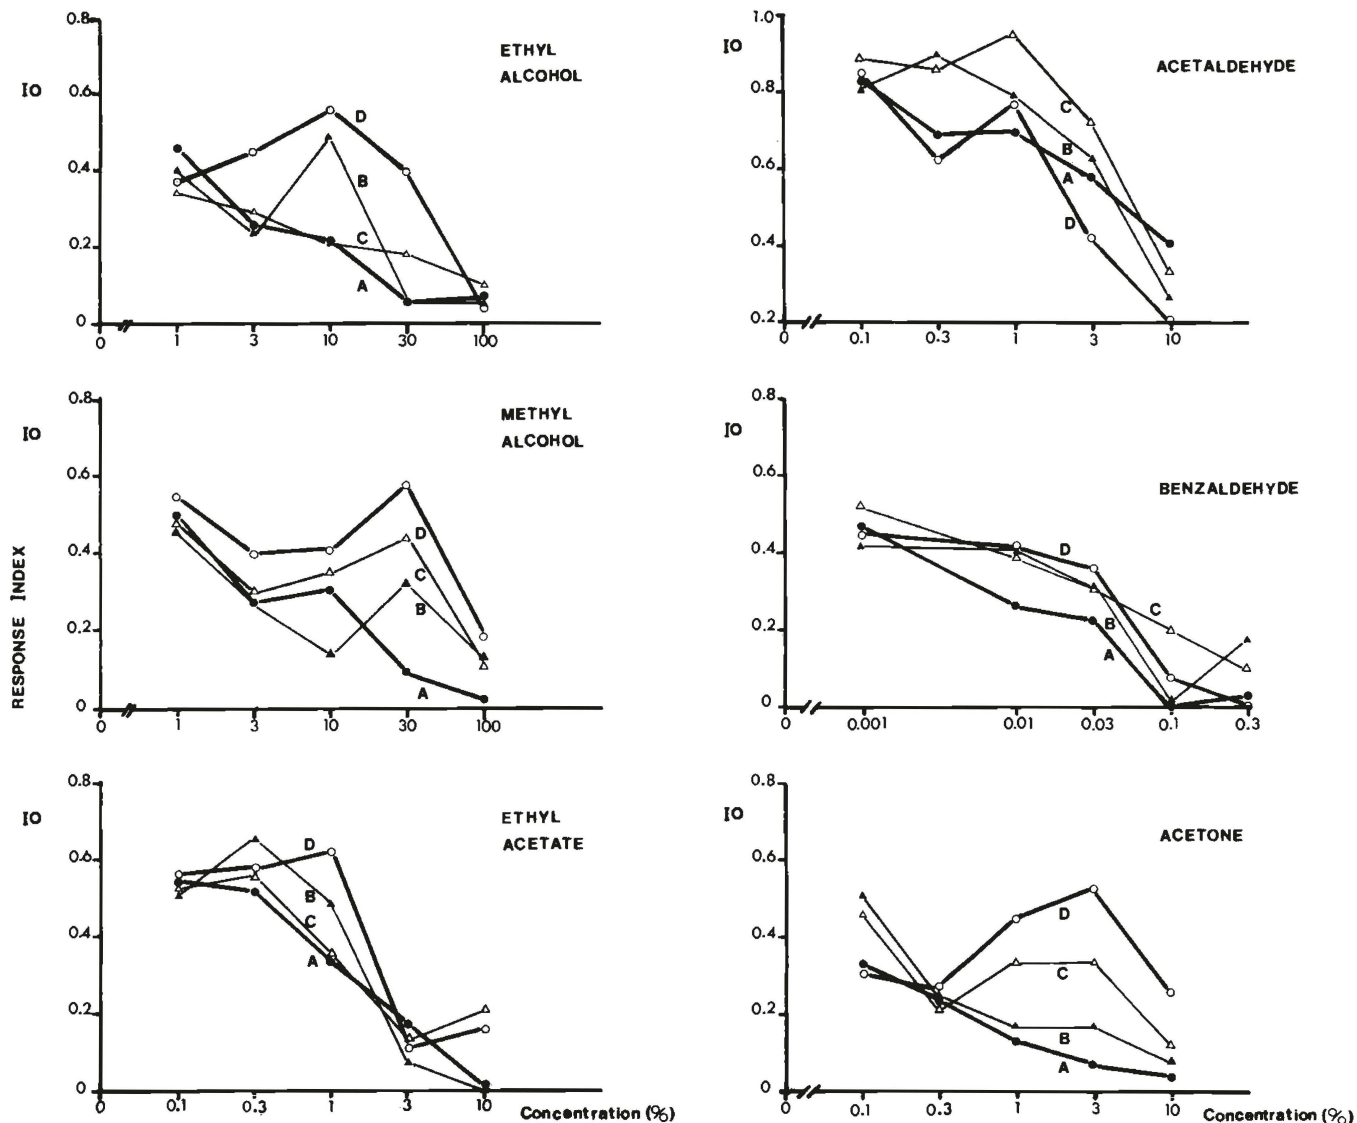 0.8
IO
0.6
0.4
0.2
0
0 1 3 10 30 100
ETHYL
ALCOHOL
D
B
C
A
1.0
IO
0.8
0.6
0.4
0.2
0 0.1 0.3 1 3 10
ACETALDEHYDE
C
B
A
D
RESPONSE INDEX
0.8
IO
0.6
0.4
0.2
0
0 1 3 10 30 100
METHYL
ALCOHOL
D
C
B
A
0.8
IO
0.6
0.4
0.2
0
0 0.001 0.01 0.03 0.1 0.3
BENZALDEHYDE
D
C
B
A
0.8
IO
0.6
0.4
0.2
0
0 0.1 0.3 1 3 10 Concentration (%)
ETHYL
ACETATE
D
B
C
A
0.8
IO
0.6
0.4
0.2
0
0 0.1 0.3 1 3 10 Concentration (%)
ACETONE
D
C
B
A